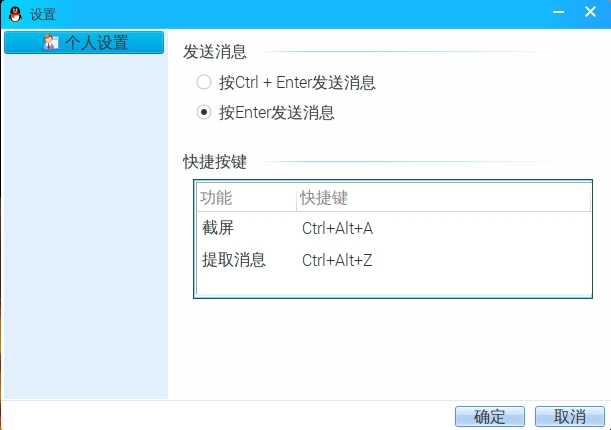 设置
个人设置
发送消息
按Ctrl + Enter发送消息
按Enter发送消息
快捷按键
功能 快捷键
截屏 Ctrl+Alt+A
提取消息 Ctrl+Alt+Z
确定 取消